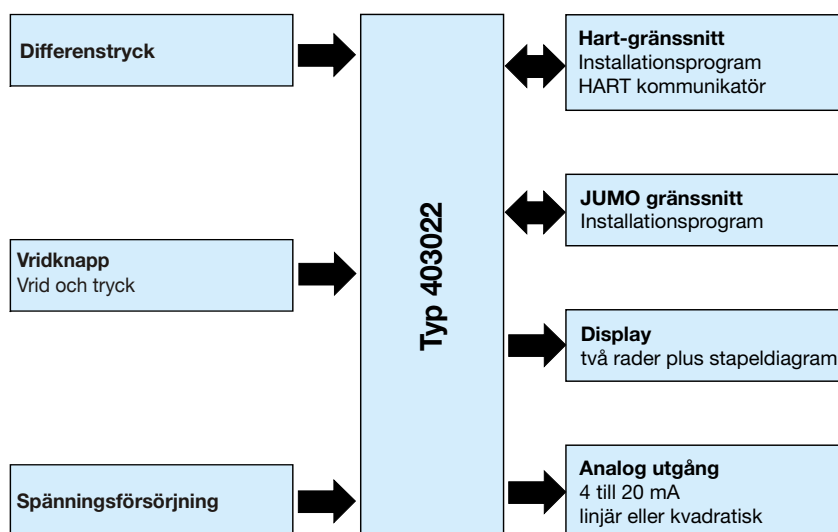 Differenstryck
Vridknapp
Vrid och tryck
Spänningsförsörjning
Typ 403022
Hart-gränssnitt
Installationsprogram
HART kommunikatör
JUMO gränssnitt
Installationsprogram
Display
två rader plus stapeldiagram
Analog utgång
4 till 20 mA
linjär eller kvadratisk